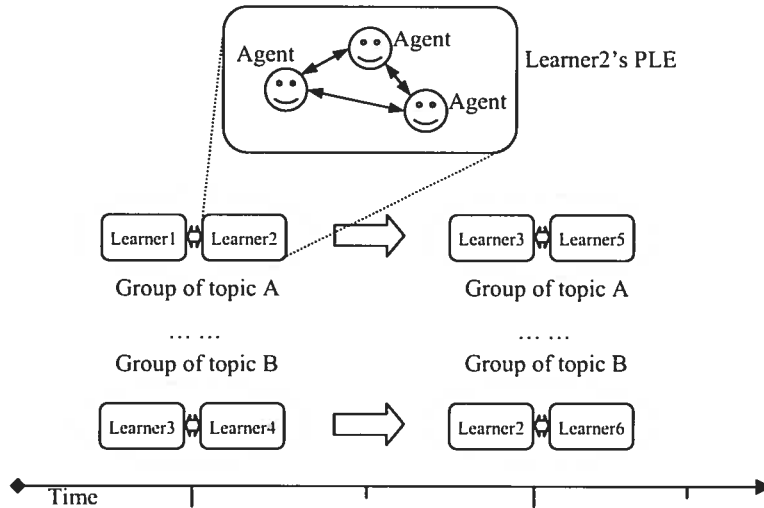 Agent
Agent
Learner2's PLE
Agent
Learner1
Learner2
Learner3
Learner5
Group of topic A
Group of topic A
... ...
... ...
Group of topic B
Group of topic B
Learner3
Learner4
Learner2
Learner6
Time